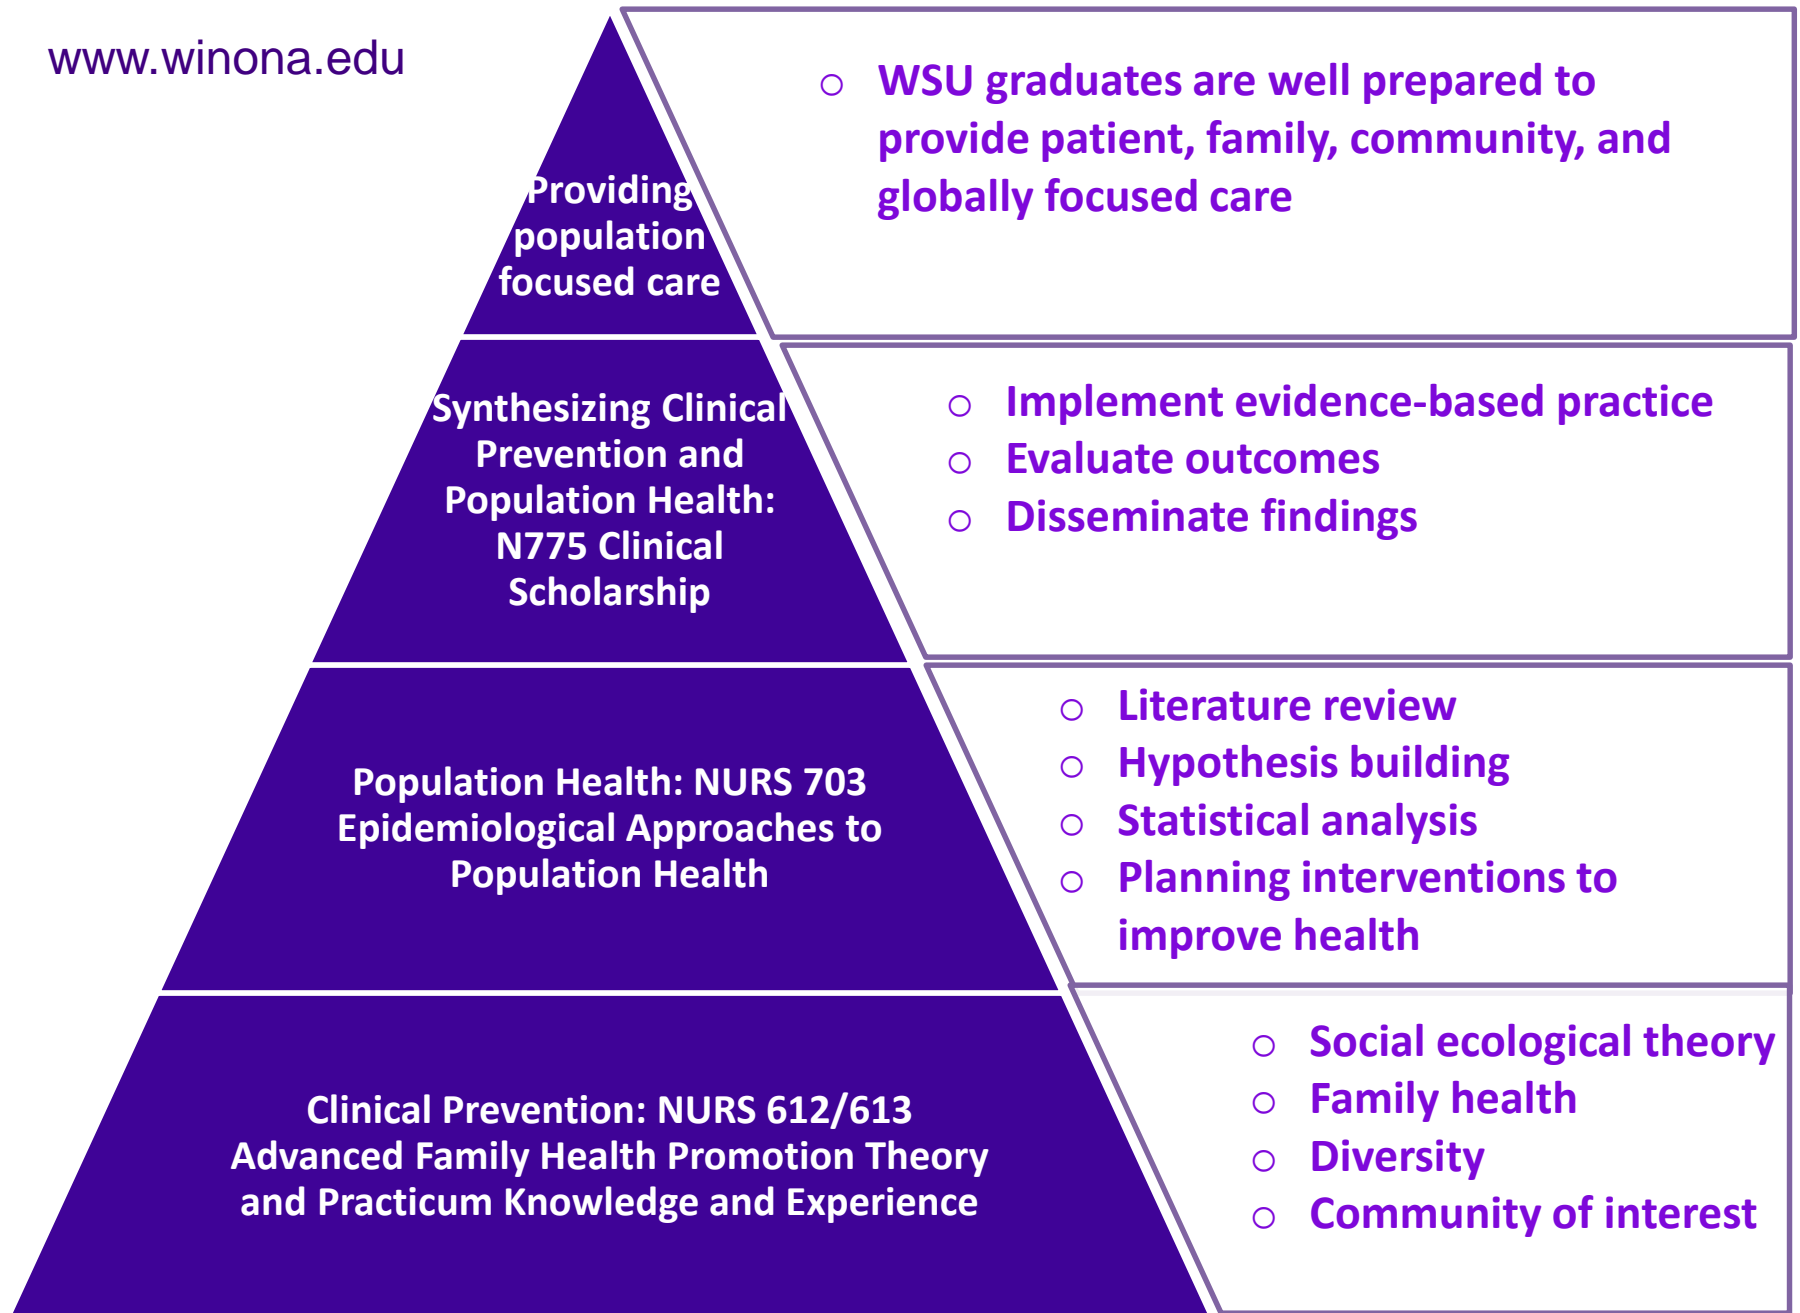 www.winona.edu
Providing
population
focused care
○ WSU graduates are well prepared to
provide patient, family, community, and
globally focused care
Synthesizing Clinical
Prevention and
Population Health:
N775 Clinical
Scholarship
○ Implement evidence-based practice
○ Evaluate outcomes
○ Disseminate findings
Population Health: NURS 703
Epidemiological Approaches to
Population Health
○ Literature review
○ Hypothesis building
○ Statistical analysis
○ Planning interventions to
improve health
Clinical Prevention: NURS 612/613
Advanced Family Health Promotion Theory
and Practicum Knowledge and Experience
○ Social ecological theory
○ Family health
○ Diversity
○ Community of interest